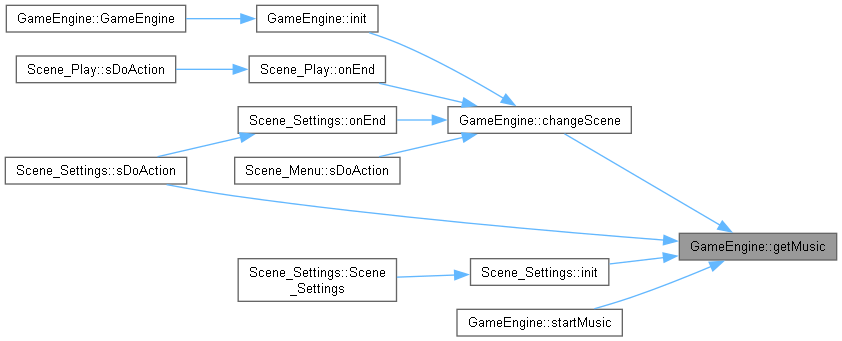 GameEngine::GameEngine
GameEngine::init
Scene_Play::sDoAction
Scene_Play::onEnd
Scene_Settings::onEnd
GameEngine::changeScene
Scene_Settings::sDoAction
Scene_Menu::sDoAction
GameEngine::getMusic
Scene_Settings::Scene
_Settings
Scene_Settings::init
GameEngine::startMusic